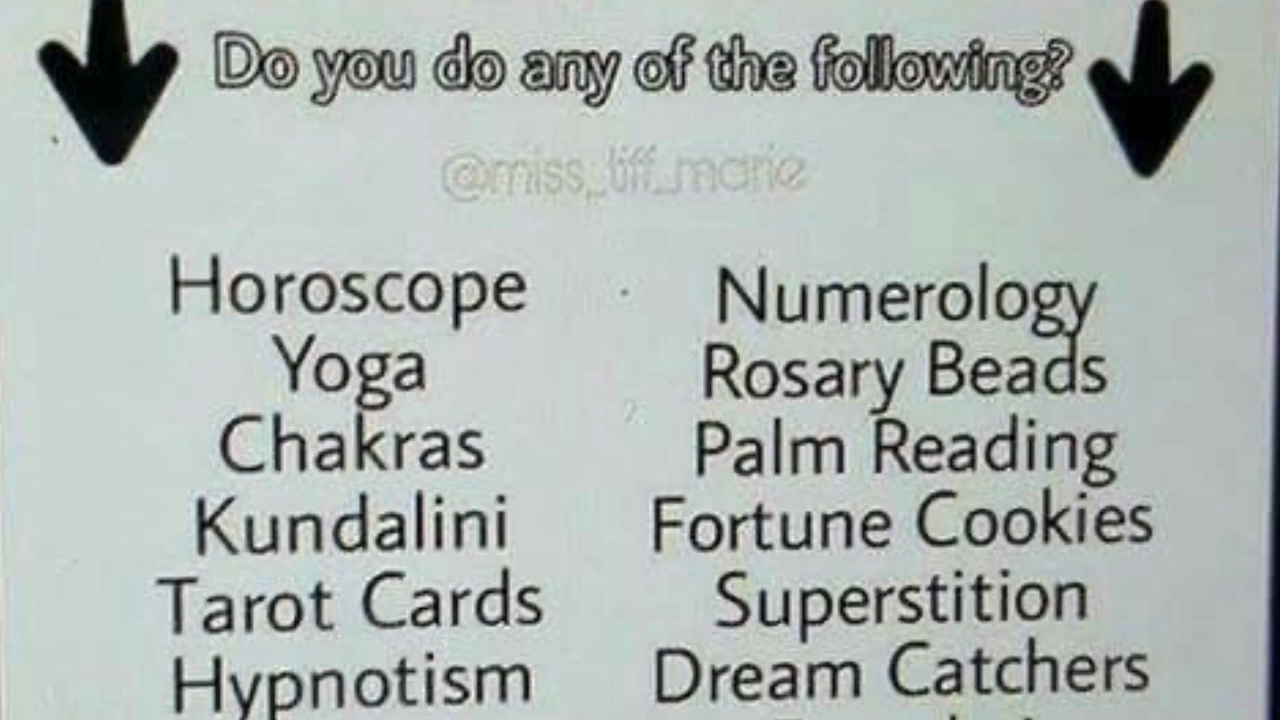 Do you do any of the following?
@miss_tiff_marie
Horoscope
Yoga
Chakras
Kundalini
Tarot Cards
Hypnotism
Numerology
Rosary Beads
Palm Reading
Fortune Cookies
Superstition
Dream Catchers